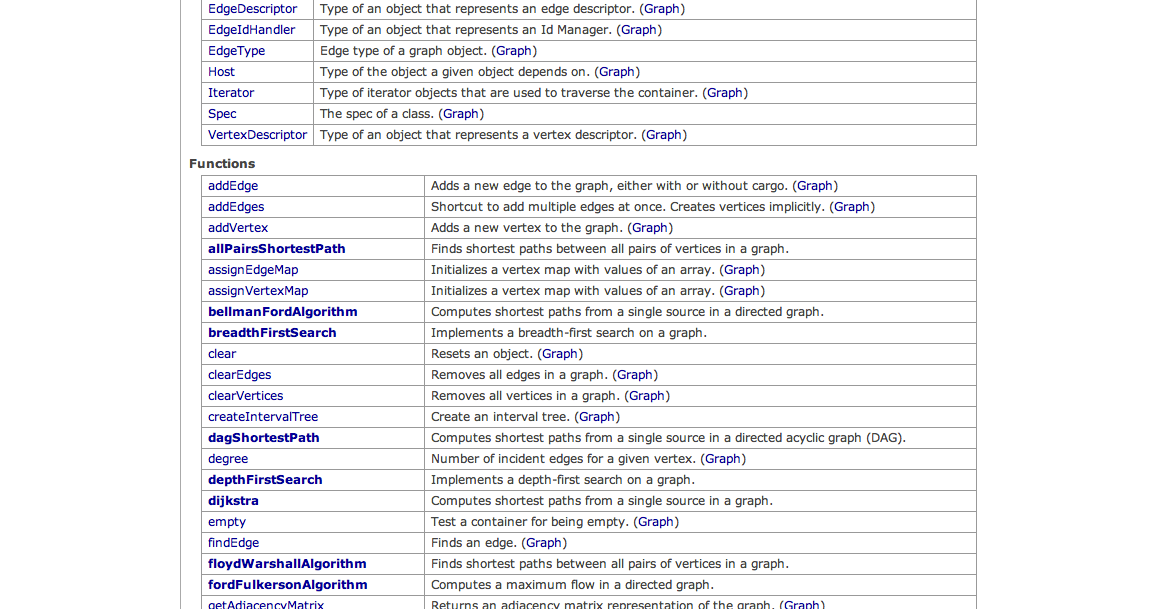 EdgeDescriptor Type of an object that represents an edge descriptor. (Graph)
EdgeIdHandler Type of an object that represents an Id Manager. (Graph)
EdgeType Edge type of a graph object. (Graph)
Host Type of the object a given object depends on. (Graph)
Iterator Type of iterator objects that are used to traverse the container. (Graph)
Spec The spec of a class. (Graph)
VertexDescriptor Type of an object that represents a vertex descriptor. (Graph)
Functions
addEdge Adds a new edge to the graph, either with or without cargo. (Graph)
addEdges Shortcut to add multiple edges at once. Creates vertices implicitly. (Graph)
addVertex Adds a new vertex to the graph. (Graph)
allPairsShortestPath Finds shortest paths between all pairs of vertices in a graph.
assignEdgeMap Initializes a vertex map with values of an array. (Graph)
assignVertexMap Initializes a vertex map with values of an array. (Graph)
bellmanFordAlgorithm Computes shortest paths from a single source in a directed graph.
breadthFirstSearch Implements a breadth-first search on a graph.
clear Resets an object. (Graph)
clearEdges Removes all edges in a graph. (Graph)
clearVertices Removes all vertices in a graph. (Graph)
createIntervalTree Create an interval tree. (Graph)
dagShortestPath Computes shortest paths from a single source in a directed acyclic graph (DAG).
degree Number of incident edges for a given vertex. (Graph)
depthFirstSearch Implements a depth-first search on a graph.
dijkstra Computes shortest paths from a single source in a graph.
empty Test a container for being empty. (Graph)
findEdge Finds an edge. (Graph)
floydWarshallAlgorithm Finds shortest paths between all pairs of vertices in a graph.
fordFulkersonAlgorithm Computes a maximum flow in a directed graph.
getAdjacencyMatrix Returns an adjacency matrix representation of the graph. (Graph)